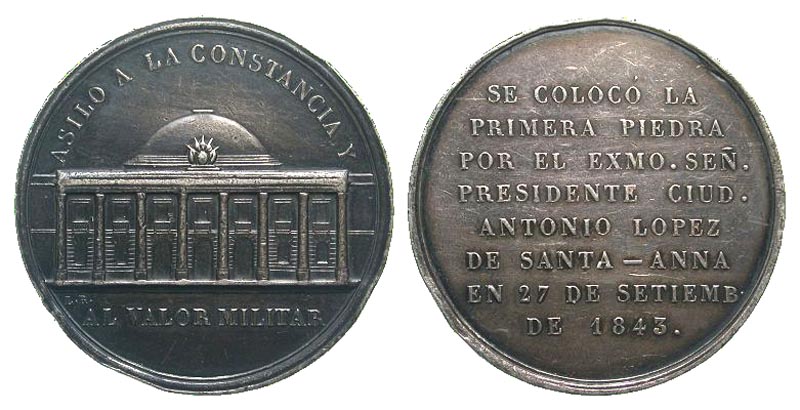 ASILO A LA CONSTANCIA Y
L.R.
AL VALOR MILITAR
SE COLOCÓ LA
PRIMERA PIEDRA
POR EL EXMO. SEÑ.
PRESIDENTE CIUD.
ANTONIO LOPEZ
DE SANTA-ANNA
EN 27 DE SETIEMB.
DE 1843.